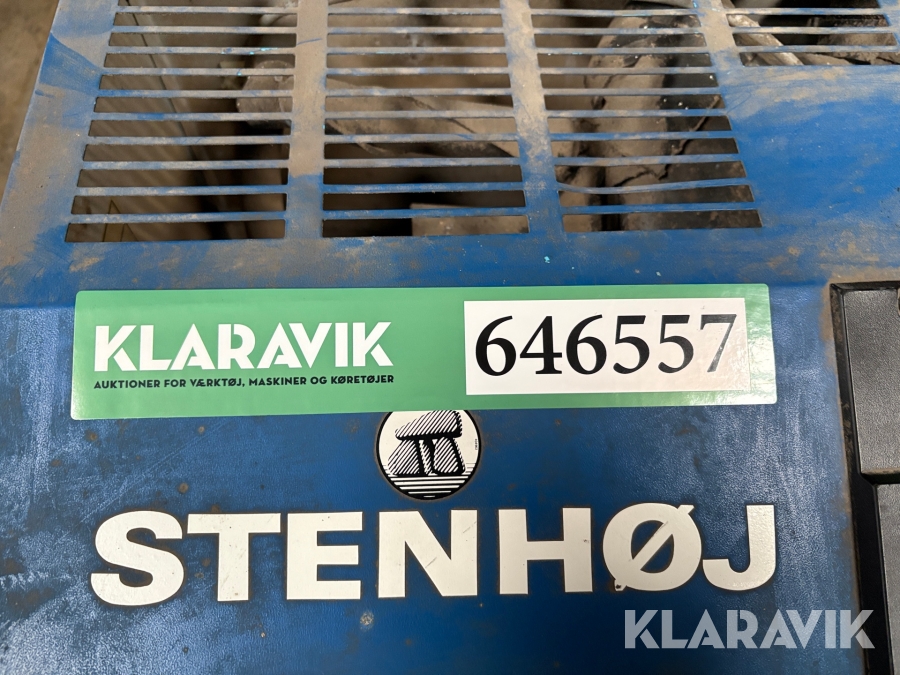 KLARAVIK
AUKTIONER FOR VÆRKTØJ, MASKINER OG KØRETØJER
646557
STENHØJ
KLARAVIK